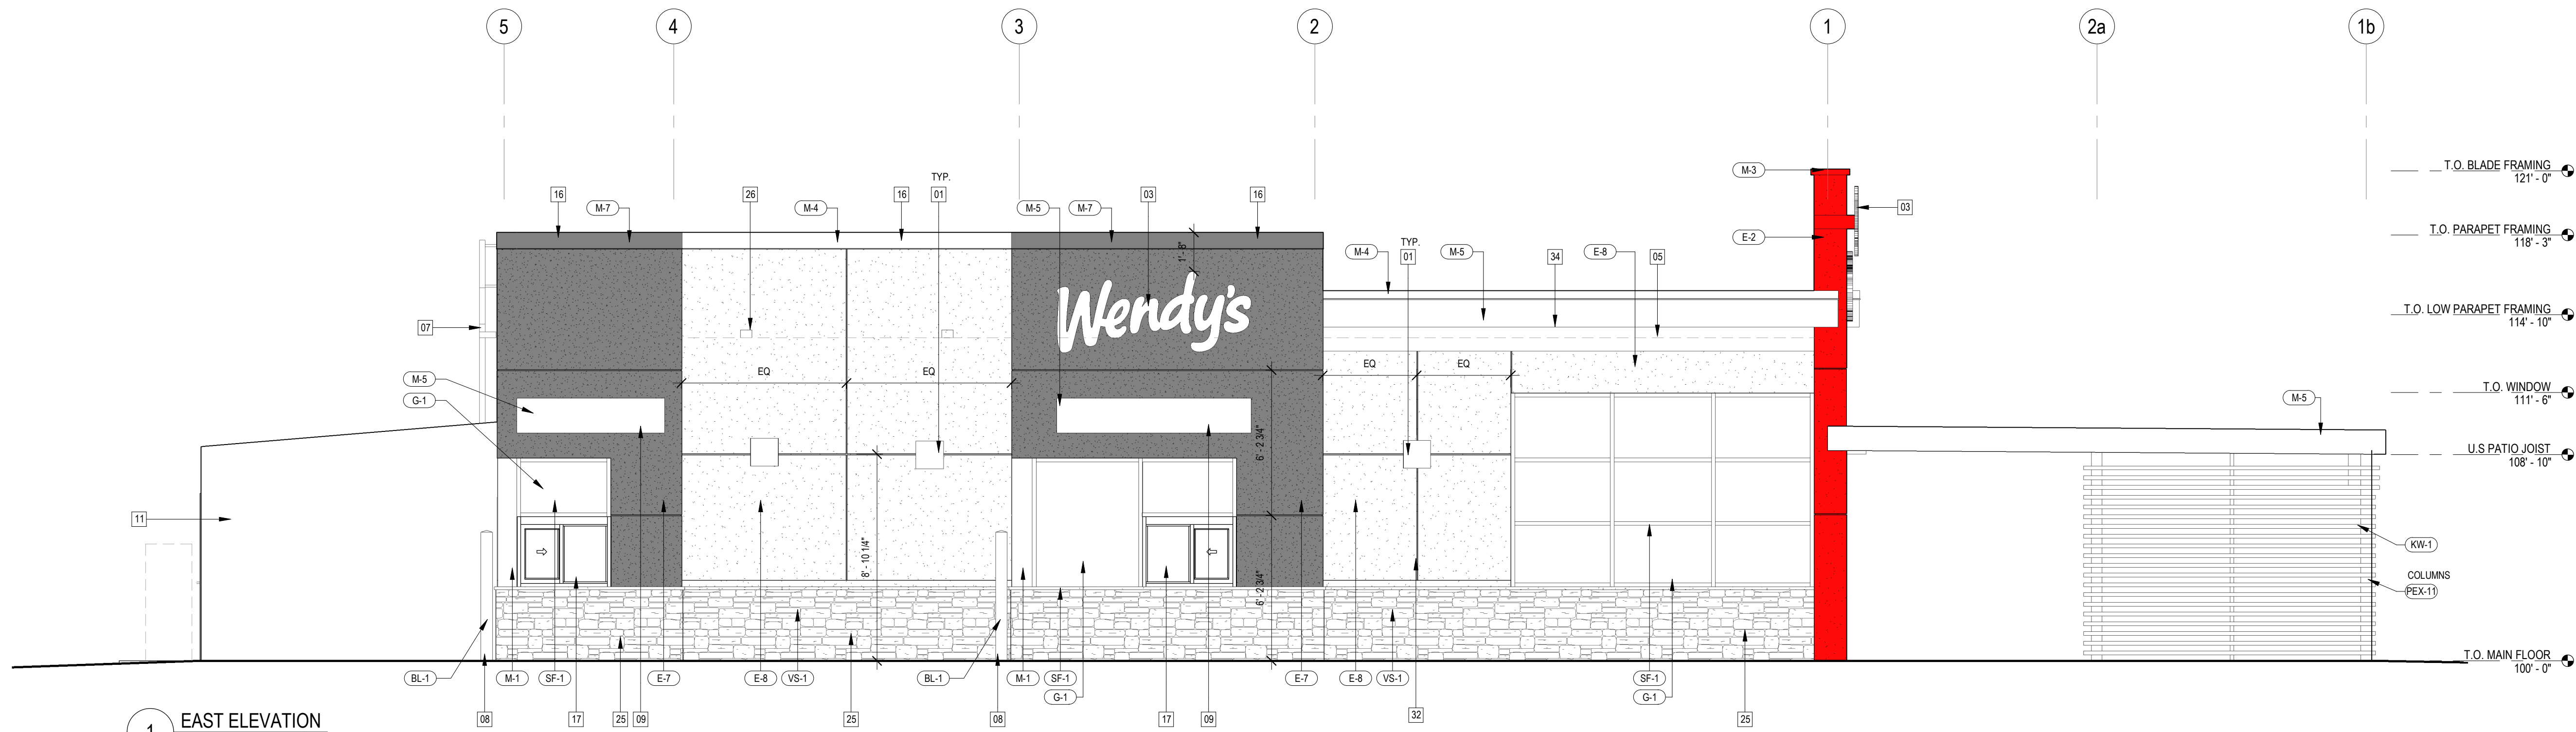 5
4
3
2
1
2a
1b
T.O. BLADE FRAMING
121' - 0"
M-3
TYP.
16
26
16
01
03
16
03
M-7
M-4
M-5
M-7
T.O. PARAPET FRAMING
118' - 3"
E-2
1' - 8"
TYP.
M-4
01
M-5
34
E-8
05
Wendy's
T.O. LOW PARAPET FRAMING
114' - 10"
07
EQ
EQ
EQ
EQ
M-5
G-1
T.O. WINDOW
111' - 6"
M-5
6' - 2 3/4"
U.S PATIO JOIST
108' - 10"
11
8' - 10 1/4"
6' - 2 3/4"
KW-1
COLUMNS
PEX-11
T.O. MAIN FLOOR
100' - 0"
BL-1
M-1
SF-1
E-7
E-8
VS-1
BL-1
M-1
SF-1
G-1
E-7
E-8
VS-1
SF-1
G-1
08
17
25
09
25
08
17
09
32
25
1
EAST ELEVATION